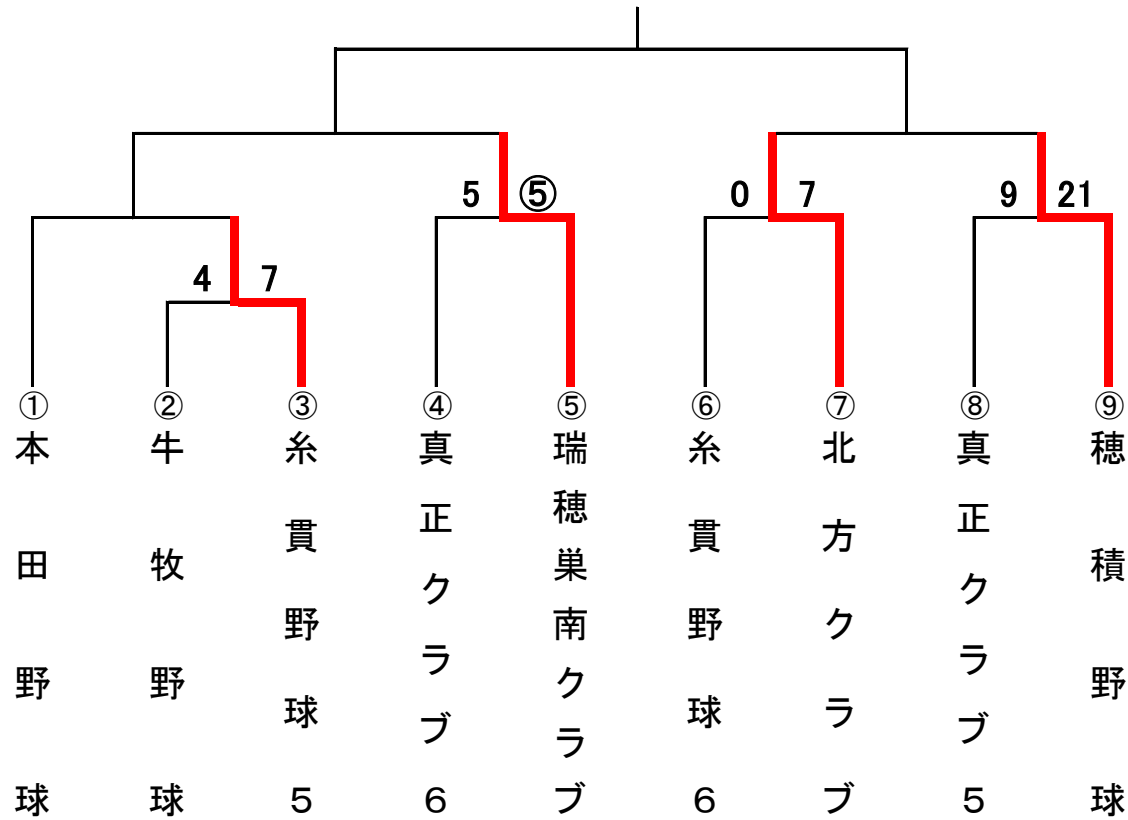 5 ⑤ 0 7 9 21
4 7
① ② ③ ④ ⑤ ⑥ ⑦ ⑧ ⑨
本田野球
牛牧野球
糸貫野球5
真正クラブ6
瑞穂巣南クラブ
糸貫野球6
北方クラブ
真正クラブ5
穂積野球